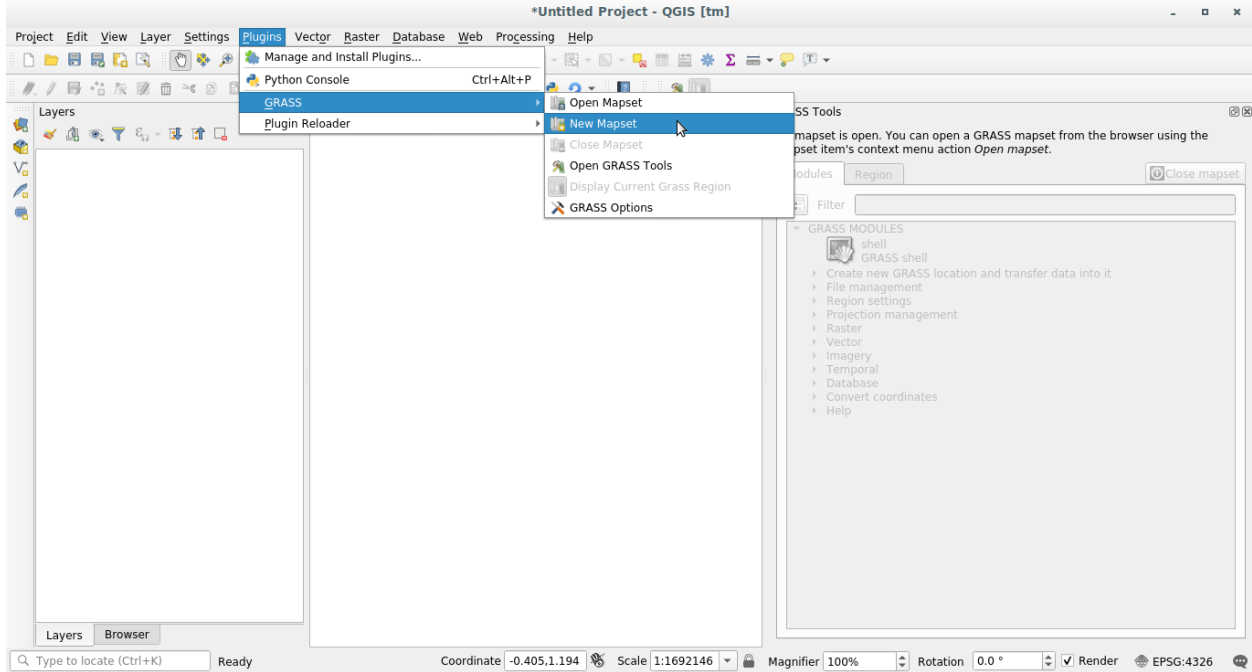 *Untitled Project - QGIS [tm]
Project Edit View Layer Settings Plugins Vector Raster Database Web Processing Help
Manage and Install Plugins...
Python Console Ctrl+Alt+P
GRASS
Plugin Reloader
Open Mapset
New Mapset
Close Mapset
Open GRASS Tools
Display Current Grass Region
GRASS Options
Layers
SS Tools
mapset is open. You can open a GRASS mapset from the browser using the
pset item's context menu action Open mapset.
odules Region Close mapset
Filter
GRASS MODULES
shell
GRASS shell
Create new GRASS location and transfer data into it
File management
Region settings
Projection management
Raster
Vector
Imagery
Temporal
Database
Convert coordinates
Help
Layers Browser
Type to locate (Ctrl+K) Ready Coordinate -0.405,1.194 Scale 1:1692146 Magnifier 100% Rotation 0.0 ° Render EPSG:4326